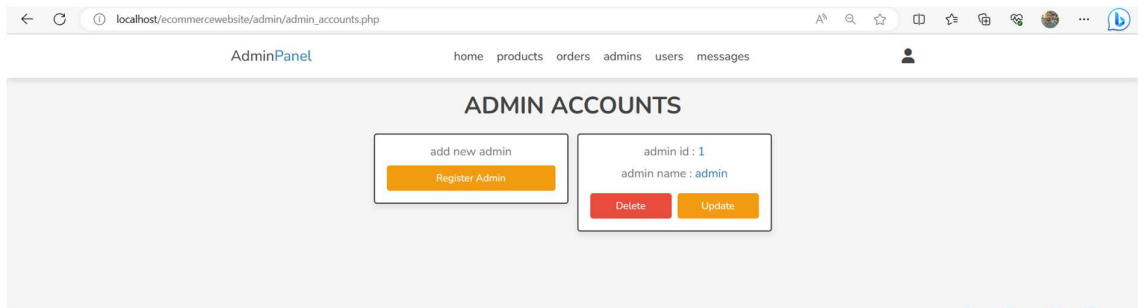 localhost/ecommercewebsite/admin/admin_accounts.php
AdminPanel
home products orders admins users messages
ADMIN ACCOUNTS
add new admin
Register Admin
admin id : 1
admin name : admin
Delete Update